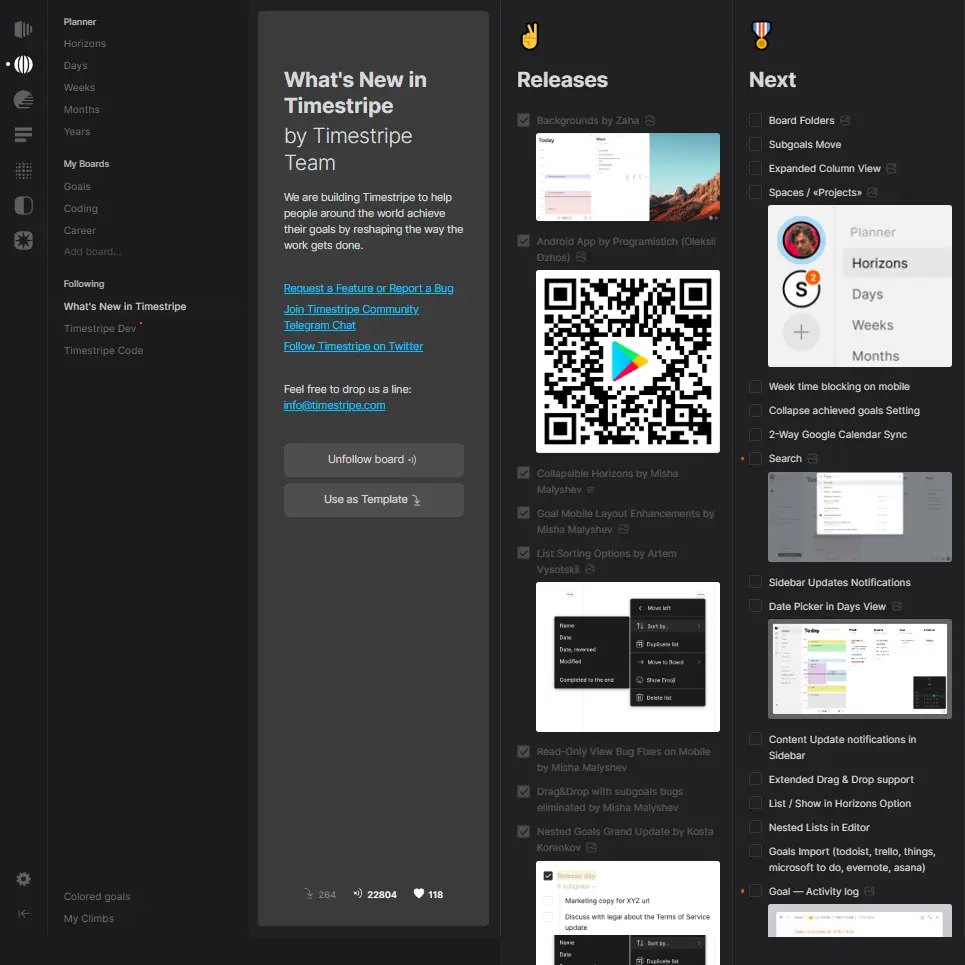 Planner
Horizons
Days
Weeks
Months
Years
My Boards
Goals
Coding
Career
Add board...
Following
What's New in Timestripe
Timestripe Dev
Timestripe Code
Colored goals
My Climbs
What's New in
Timestripe
by Timestripe
Team
We are building Timestripe to help
people around the world achieve
their goals by reshaping the way the
work gets done.
Request a Feature or Report a Bug
Join Timestripe Community
Telegram Chat
Follow Timestripe on Twitter
Feel free to drop us a line:
info@timestripe.com
Unfollow board
Use as Template
264
22804
118
Releases
Backgrounds by Zaha
Today
Android App by Programistich (Oleksii
Dzhos)
Collapsible Horizons by Misha
Malyshev
Goal Mobile Layout Enhancements by
Misha Malyshev
List Sorting Options by Artem
Vysotskii
Move left
Name
Sort by...
Date
Date, reversed
Duplicate list
Modified
Move to Board
Completed to the end
Show Emoji
Delete list
Read-Only View Bug Fixes on Mobile
by Misha Malyshev
Drag&Drop with subgoals bugs
eliminated by Misha Malyshev
Nested Goals Grand Update by Kosta
Korenkov
Release day
6 subgoals
Marketing copy for XYZ url
Discuss with legal about the Terms of Service
update
Name
Sort by...
Date
Duplicate list
Next
Board Folders
Subgoals Move
Expanded Column View
Spaces / «Projects»
Planner
Horizons
S
2
Days
Weeks
Months
Week time blocking on mobile
Collapse achieved goals Setting
2-Way Google Calendar Sync
Search
Sidebar Updates Notifications
Date Picker in Days View
Today
Content Update notifications in
Sidebar
Extended Drag & Drop support
List / Show in Horizons Option
Nested Lists in Editor
Goals Import (todoist, trello, things,
microsoft to do, evernote, asana)
Goal — Activity log